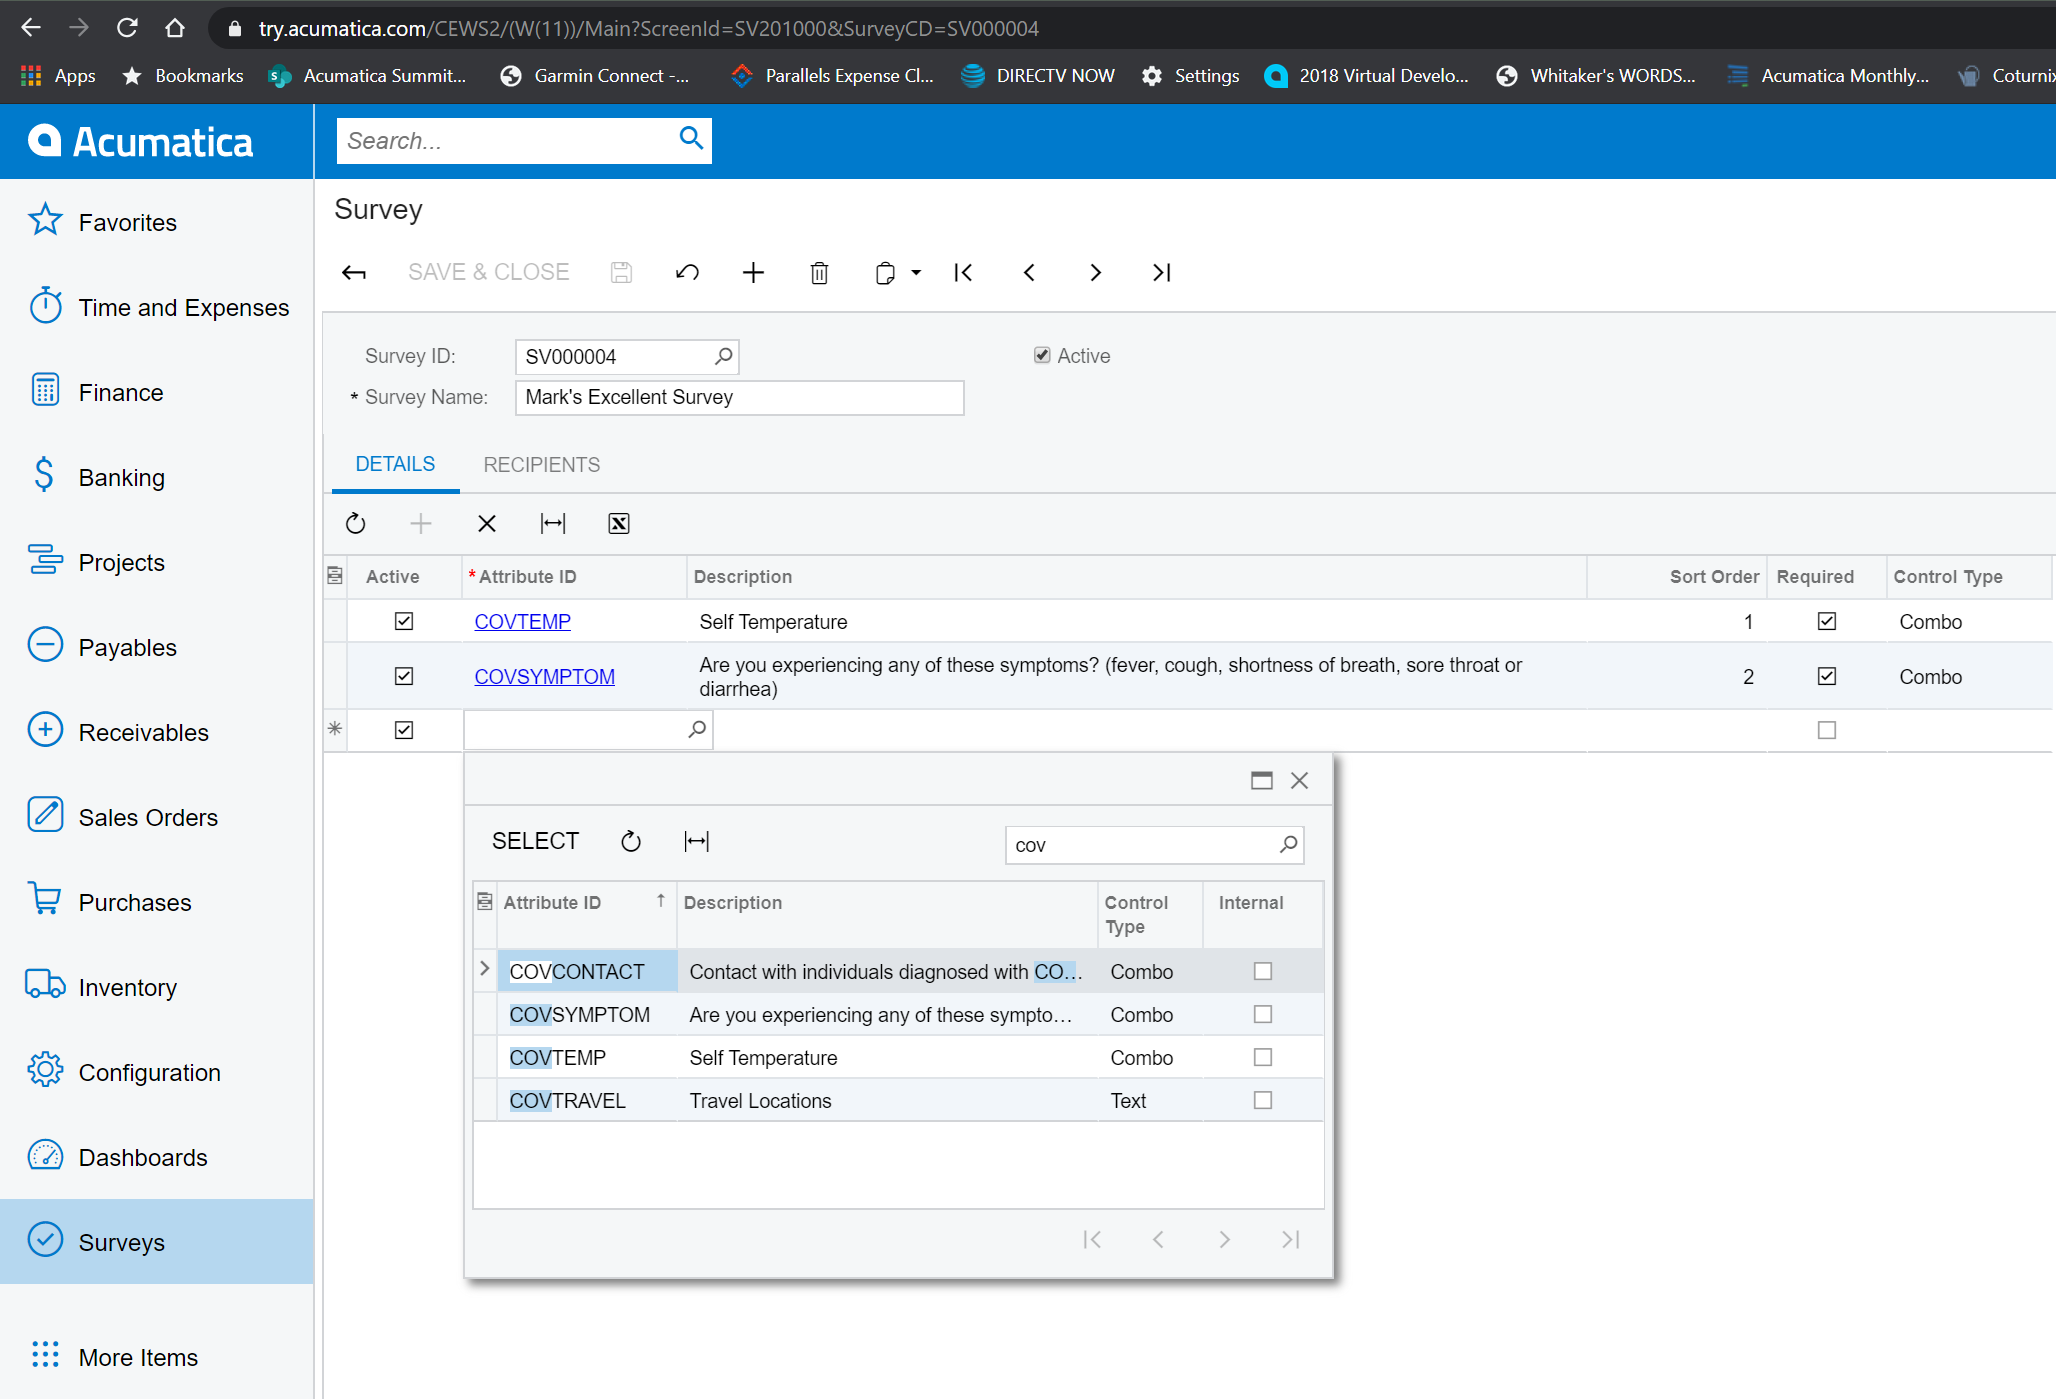 try.acumatica.com/CEWS2/(W(11))/Main?ScreenId=SV201000&SurveyCD=SV000004
Apps Bookmarks Acumatica Summit... Garmin Connect -... Parallels Expense Cl... DIRECTV NOW Settings 2018 Virtual Develo... Whitaker's WORDS... Acumatica Monthly... Coturnix
Acumatica
Search...
Favorites
Time and Expenses
Finance
Banking
Projects
Payables
Receivables
Sales Orders
Purchases
Inventory
Configuration
Dashboards
Surveys
More Items
Survey
SAVE & CLOSE
Survey ID: SV000004 Active
* Survey Name: Mark's Excellent Survey
DETAILS RECIPIENTS
Active * Attribute ID Description Sort Order Required Control Type
COVTEMP Self Temperature 1 Combo
COVSYMPTOM Are you experiencing any of these symptoms? (fever, cough, shortness of breath, sore throat or
diarrhea) 2 Combo
SELECT cov
Attribute ID Description Control
Type Internal
COVCONTACT Contact with individuals diagnosed with CO... Combo
COVSYMPTOM Are you experiencing any of these sympto... Combo
COVTEMP Self Temperature Combo
COVTRAVEL Travel Locations Text